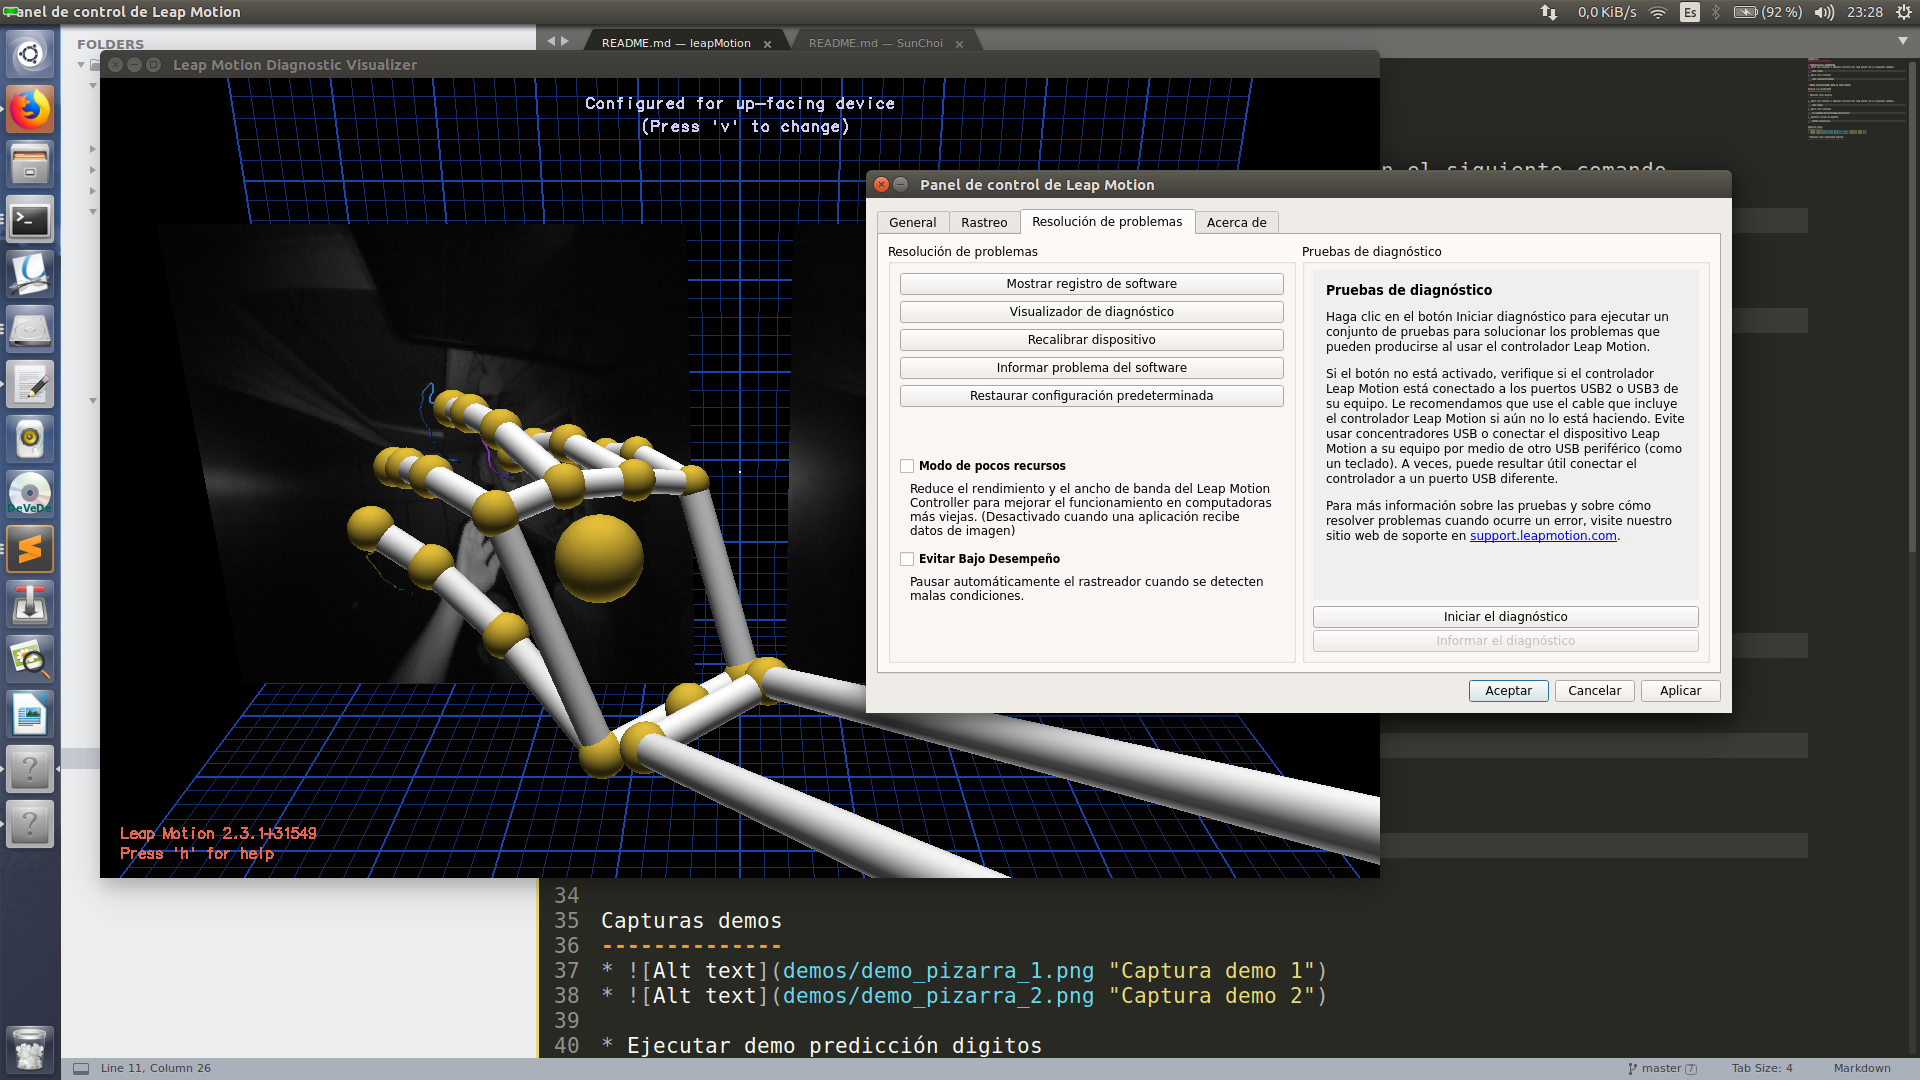 Panel de control de Leap Motion
0,0 KiB/s
Es
(92 %)
23:28
FOLDERS
README.md — leapMotion
README.md — SunChoi
Leap Motion Diagnostic Visualizer
Configured for up-facing device
(Press 'v' to change)
el siguiente comando
Panel de control de Leap Motion
General
Rastreo
Resolución de problemas
Acerca de
Resolución de problemas
Mostrar registro de software
Visualizador de diagnóstico
Recalibrar dispositivo
Informar problema del software
Restaurar configuración predeterminada
Modo de pocos recursos
Reduce el rendimiento y el ancho de banda del Leap Motion
Controller para mejorar el funcionamiento en computadoras
más viejas. (Desactivado cuando una aplicación recibe
datos de imagen)
Evitar Bajo Desempeño
Pausar automáticamente el rastreador cuando se detecten
malas condiciones.
Pruebas de diagnóstico
Pruebas de diagnóstico
Haga clic en el botón Iniciar diagnóstico para ejecutar un
conjunto de pruebas para solucionar los problemas que
pueden producirse al usar el controlador Leap Motion.
Si el botón no está activado, verifique si el controlador
Leap Motion está conectado a los puertos USB2 o USB3 de
su equipo. Le recomendamos que use el cable que incluye
el controlador Leap Motion si aún no lo está haciendo. Evite
usar concentradores USB o conectar el dispositivo Leap
Motion a su equipo por medio de otro USB periférico (como
un teclado). A veces, puede resultar útil conectar el
controlador a un puerto USB diferente.
Para más información sobre las pruebas y sobre cómo
resolver problemas cuando ocurre un error, visite nuestro
sitio web de soporte en support.leapmotion.com.
Iniciar el diagnóstico
Informar el diagnóstico
Aceptar
Cancelar
Aplicar
DeVeDe
Leap Motion 2.3.1+31549
Press 'h' for help
34
35 Capturas demos
36 --------------
37 * ![Alt text](demos/demo_pizarra_1.png "Captura demo 1")
38 * ![Alt text](demos/demo_pizarra_2.png "Captura demo 2")
39
40 * Ejecutar demo predicción digitos
Line 11, Column 26
master 7
Tab Size: 4
Markdown